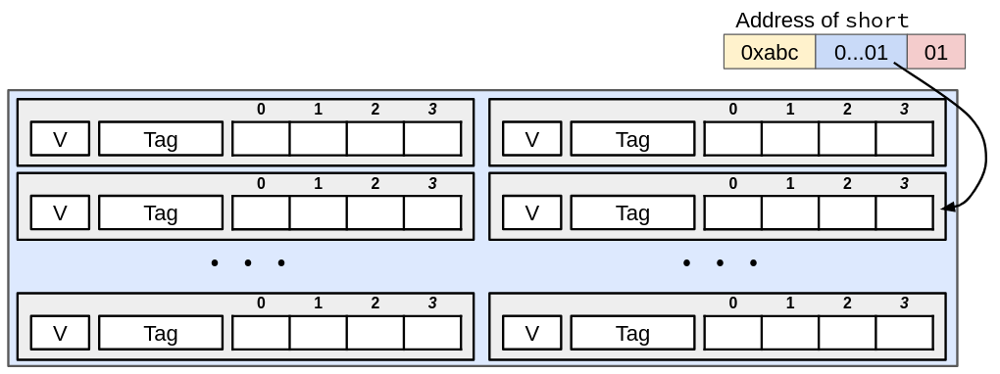 Address of short
0xabc 0...01 01
0 1 2 3 0 1 2 3
V Tag V Tag
0 1 2 3 0 1 2 3
V Tag V Tag
. . . . . .
0 1 2 3 0 1 2 3
V Tag V Tag